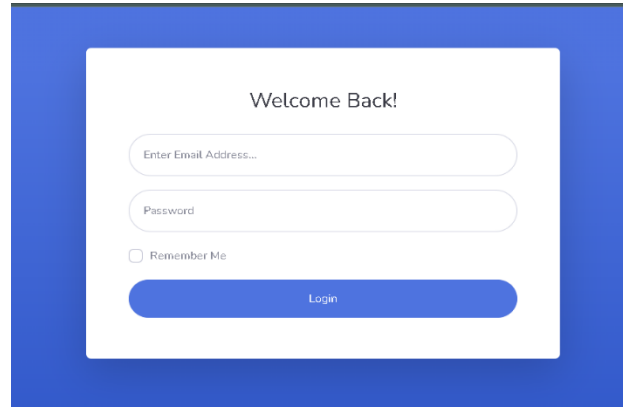 Welcome Back!
Enter Email Address...
Password
Remember Me
Login